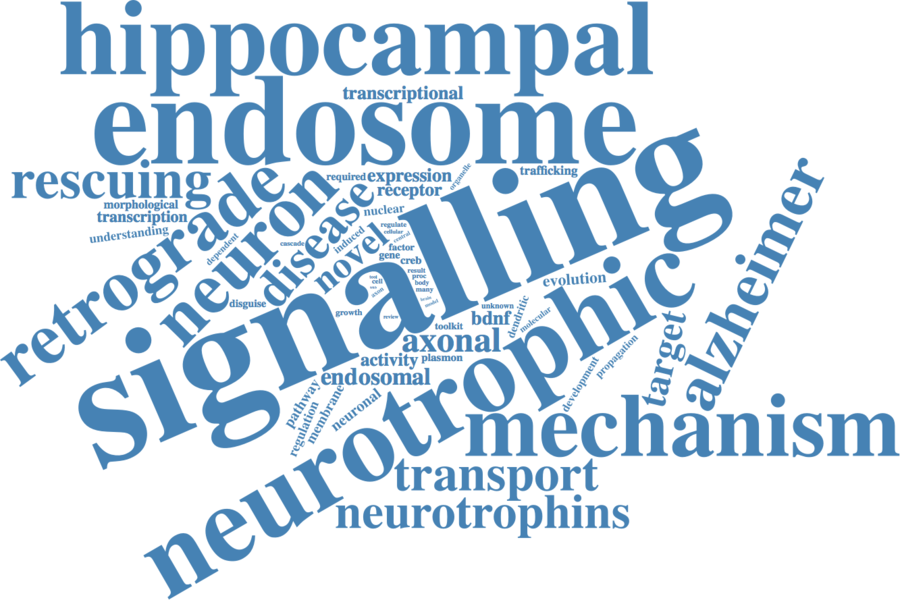 hippocampal
transcriptional
endosome
rescuing
required
expression
organelle
trafficking
receptor
morphological
transcription
understanding
retrograde
neuron
disease
nuclear
dependent
cascade
induced
novel
regulate
cellular
central
factor
gene
creb
signalling
alzheimer
result
proc
body
many
cell
axon
brain
model
evolution
disguise
growth
review
unknown
bdnf
dendritic
molecular
toolkit
axonal
activity
plasmon
endosomal
neurotrophic
target
propagation
development
pathway
regulation
membrane
neuronal
mechanism
transport
neurotrophins